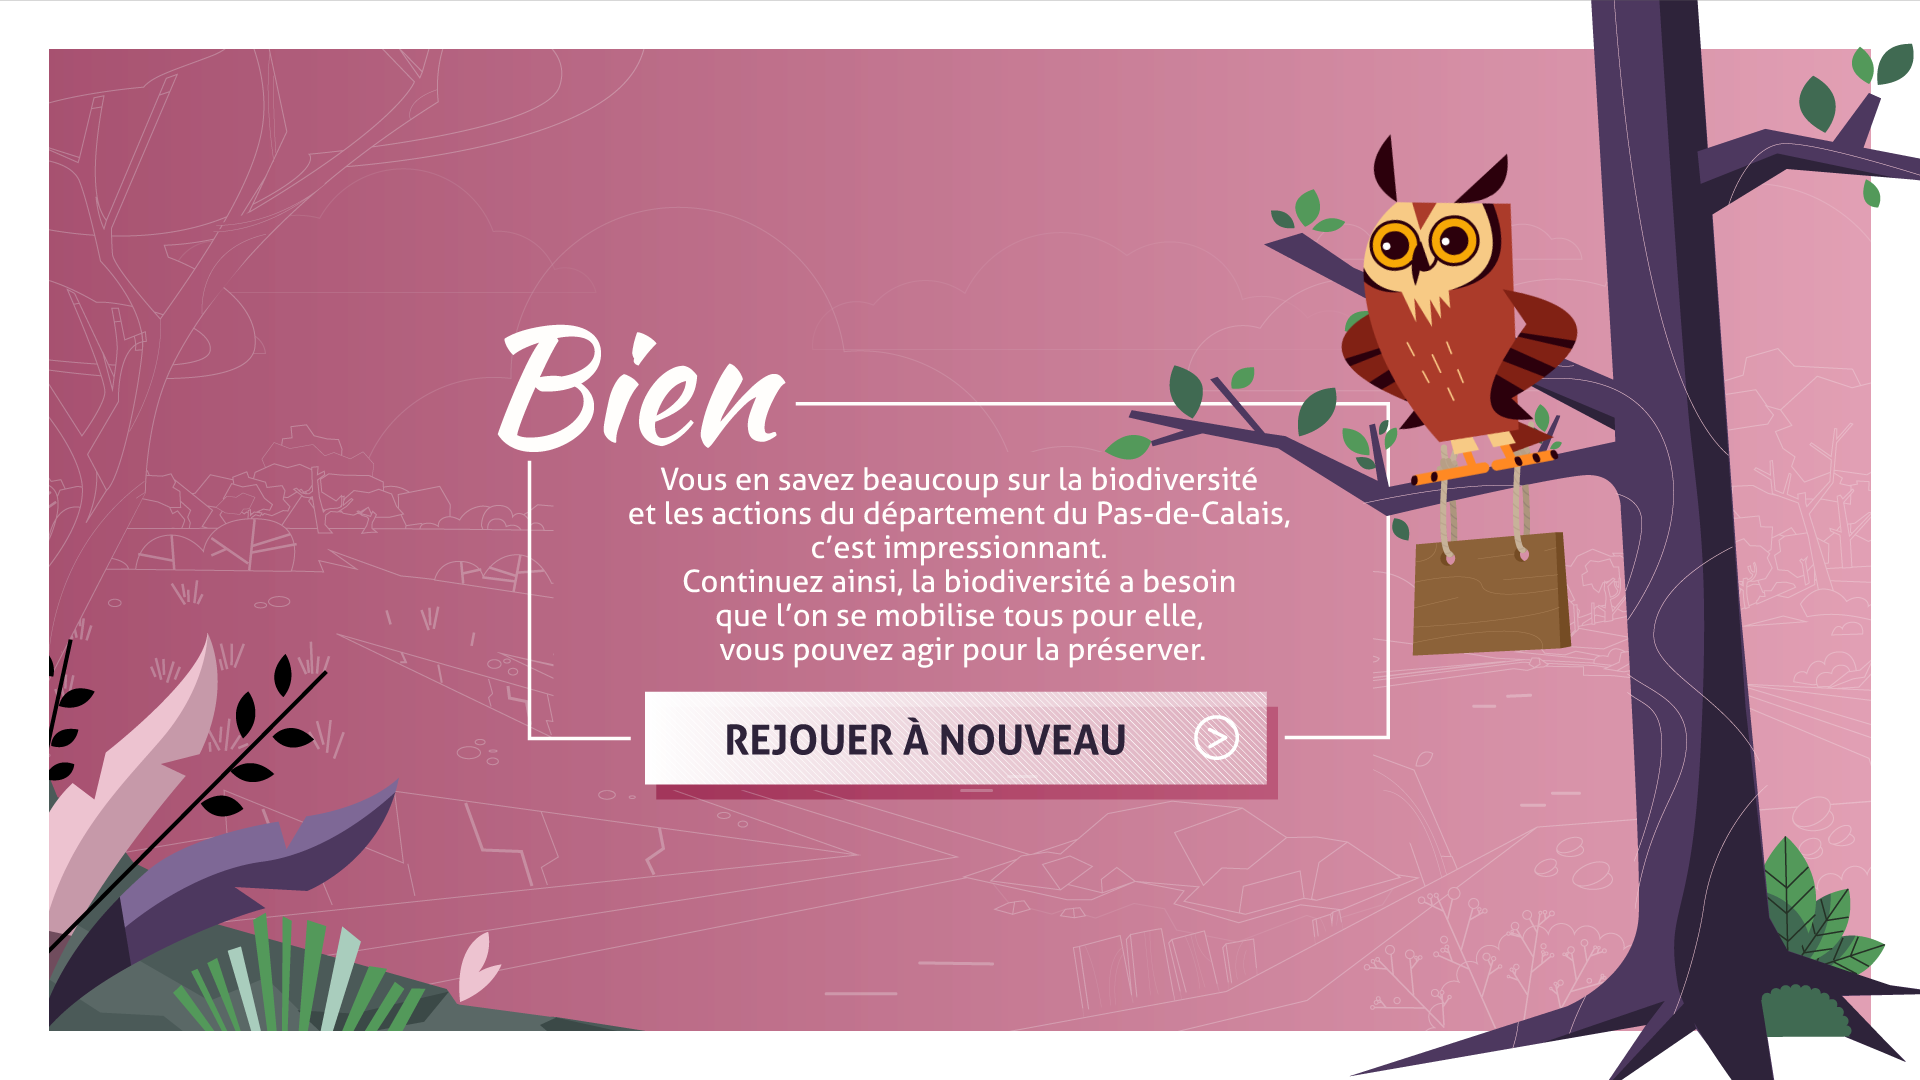 Bien
Vous en savez beaucoup sur la biodiversité
et les actions du département du Pas-de-Calais,
c’est impressionnant.
Continuez ainsi, la biodiversité a besoin
que l’on se mobilise tous pour elle,
vous pouvez agir pour la préserver.
REJOUER À NOUVEAU